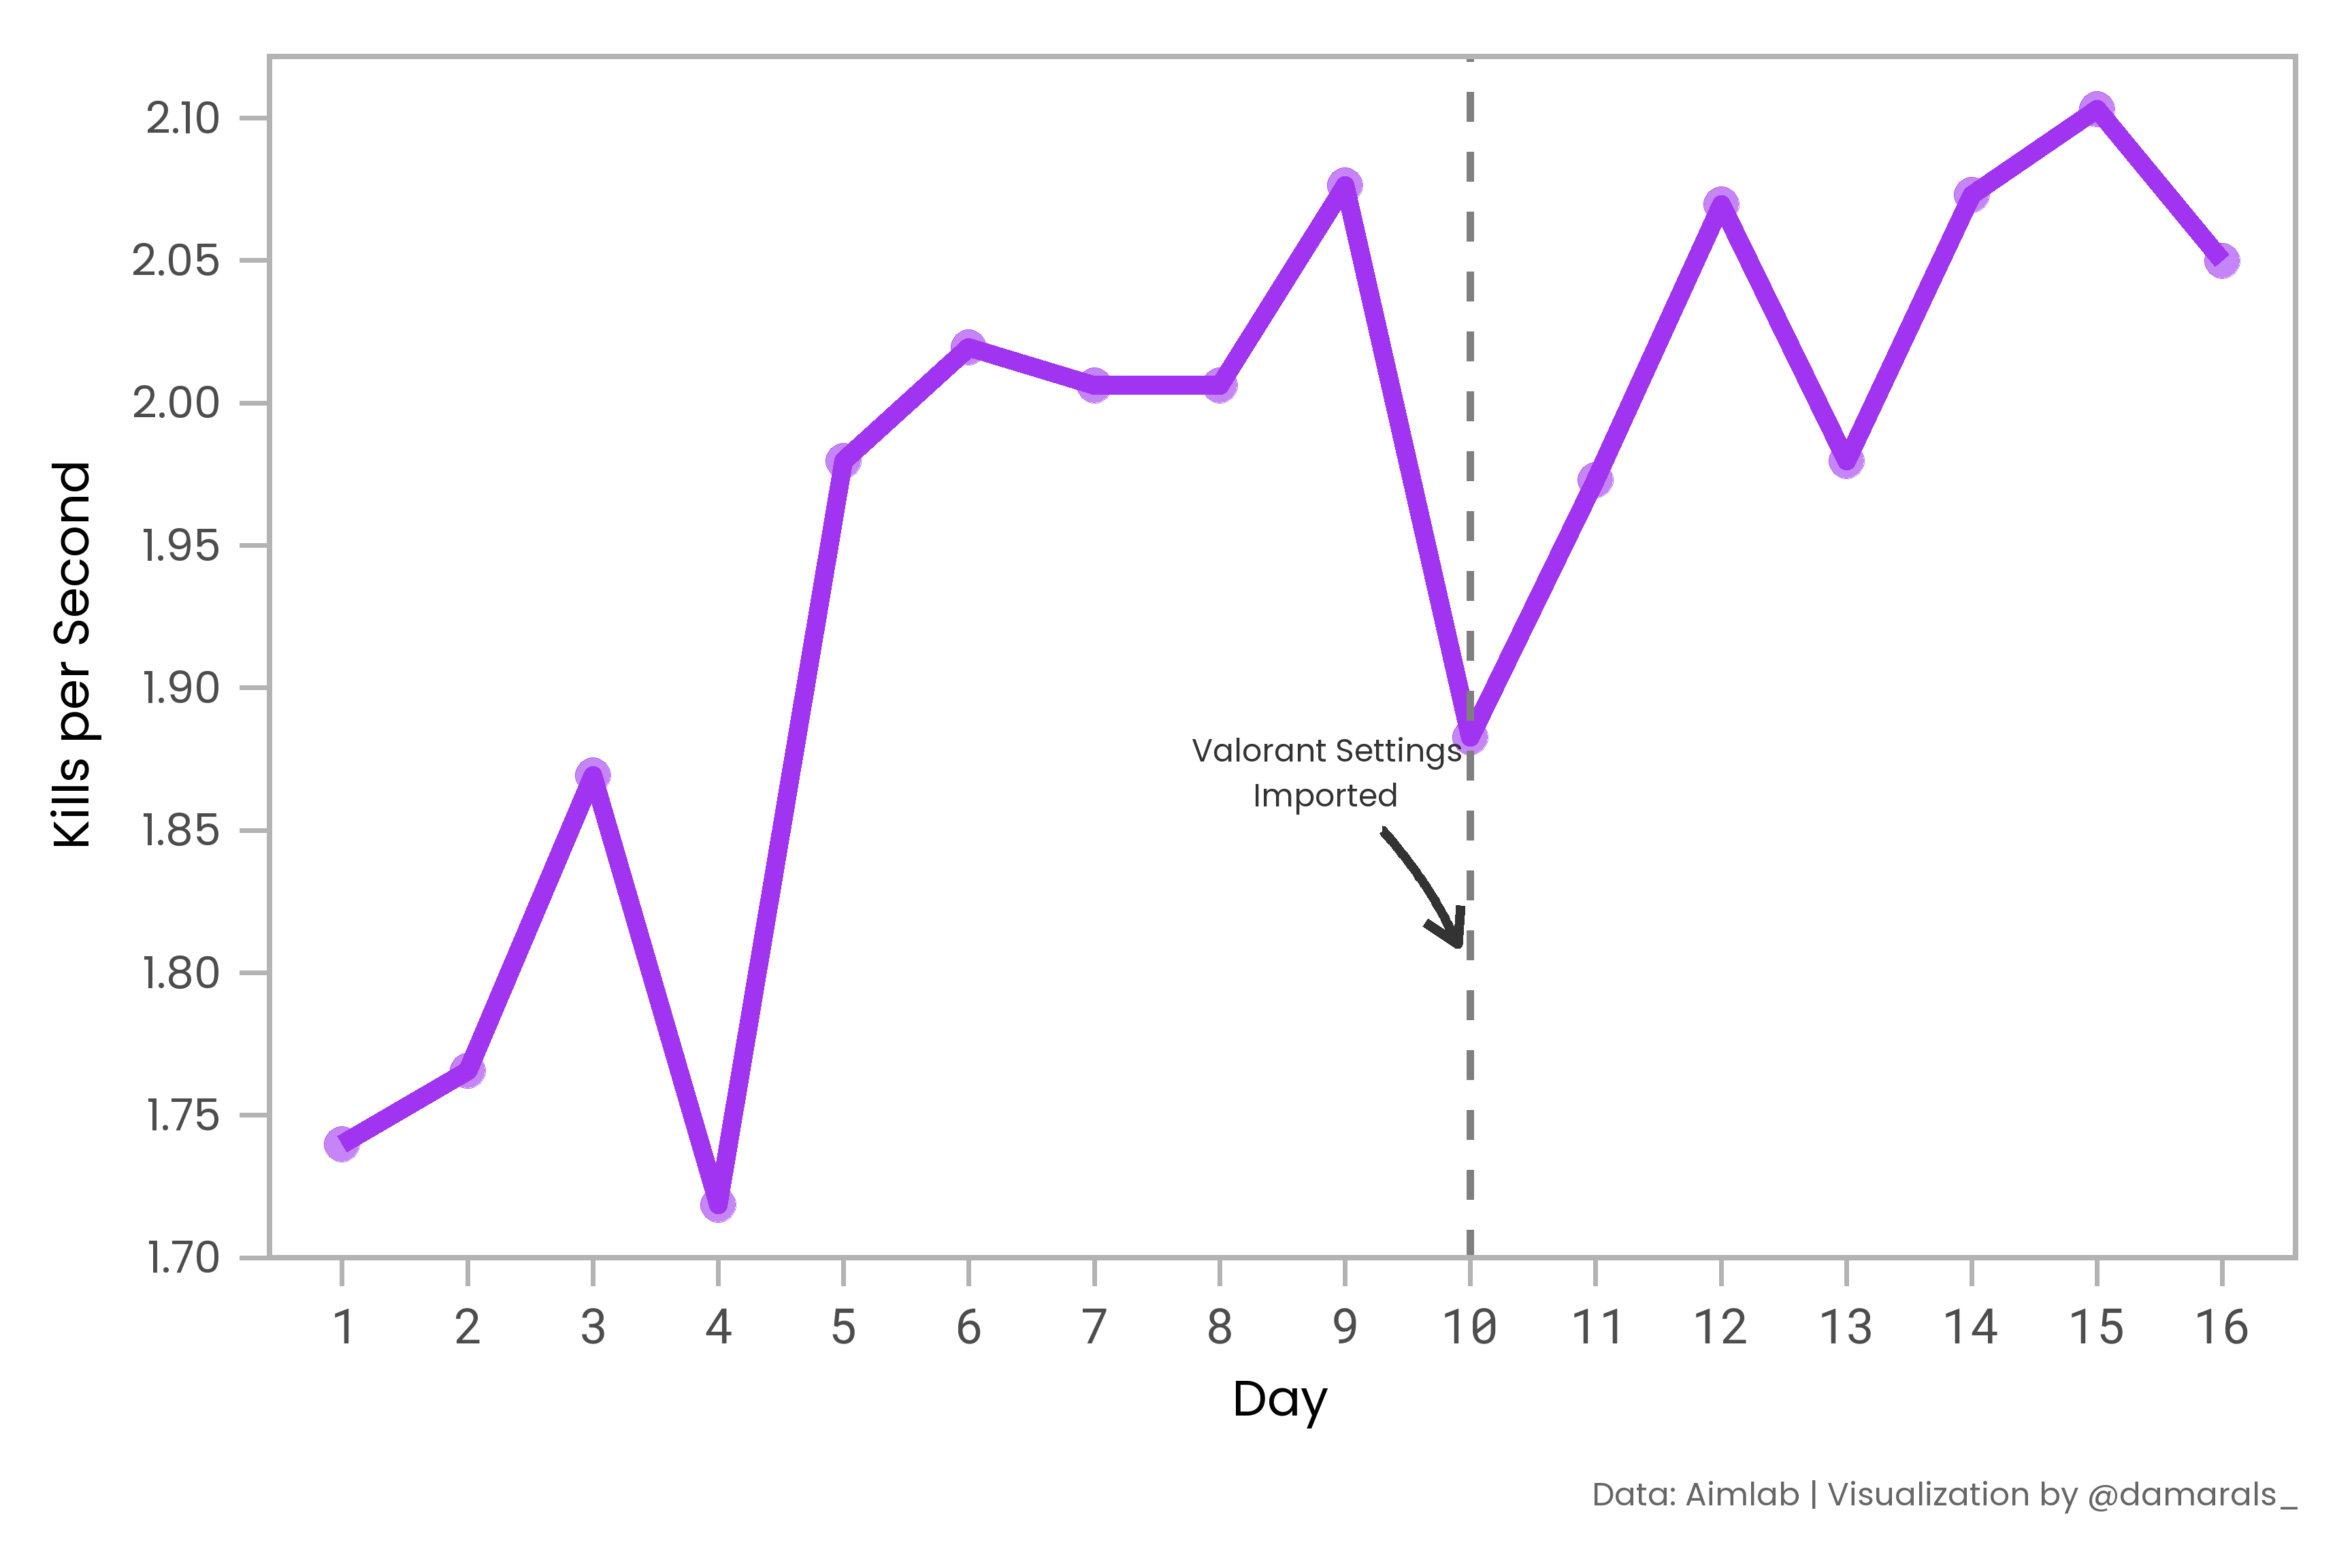 2.10
2.05
2.00
1.95
1.90
1.85
1.80
1.75
1.70
Kills per Second
Valorant Settings
Imported
1 2 3 4 5 6 7 8 9 10 11 12 13 14 15 16
Day
Data: Aimlab | Visualization by @damarals_